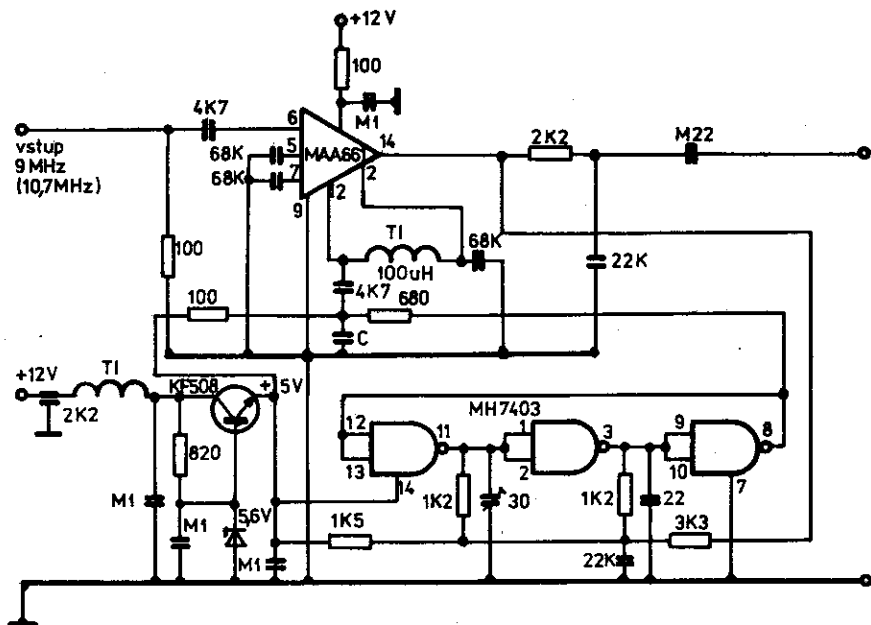 +12V
100
M1
4K7
vstup
9 MHz
(10,7MHz)
6
5
7
9
68K
68K
MAA66
14
12
2
2K2
M22
100
T1
100uH
68K
22K
4K7
100
680
C
+12V
T1
2K2
KF508
+ 5V
820
M1
M1
5,6V
M1
MH7403
12
13
11
14
1
2
3
9
10
8
7
1K2
30
1K2
22
1K5
3K3
22K